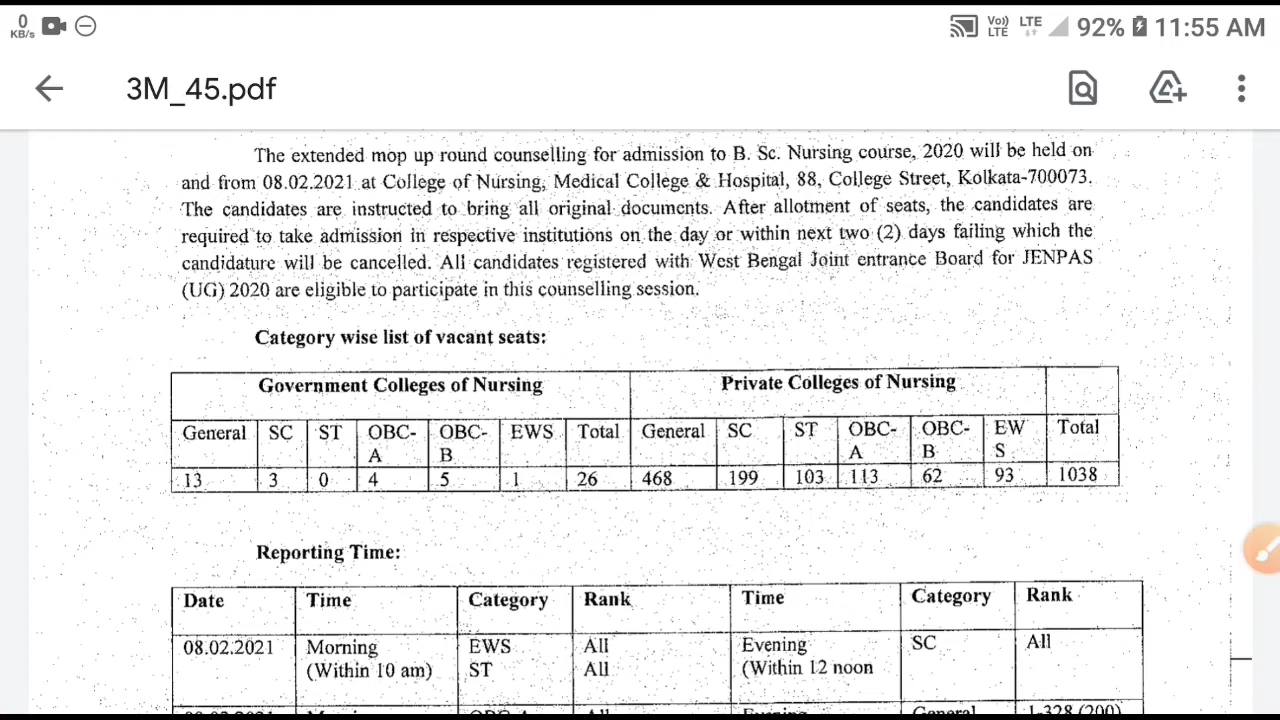 0
KB/s
Vo))
LTE
LTE
92%
11:55 AM
3M_45.pdf
The extended mop up round counselling for admission to B. Sc. Nursing course, 2020 will be held on
and from 08.02.2021 at College of Nursing, Medical College & Hospital, 88, College Street, Kolkata-700073.
The candidates are instructed to bring all original documents. After allotment of seats, the candidates are
required to take admission in respective institutions on the day or within next two (2) days failing which the
candidature will be cancelled. All candidates registered with West Bengal Joint entrance Board for JENPAS
(UG) 2020 are eligible to participate in this counselling session.
Category wise list of vacant seats:
Government Colleges of Nursing Private Colleges of Nursing
General SC ST OBC-A OBC-B EWS Total General SC ST OBC-A OBC-B EWS Total
13 3 0 4 5 1 26 468 199 103 113 62 93 1038
Reporting Time:
Date Time Category Rank Time Category Rank
08.02.2021 Morning EWS All Evening SC All
(Within 10 am) ST All (Within 12 noon
General 1-328 (200)